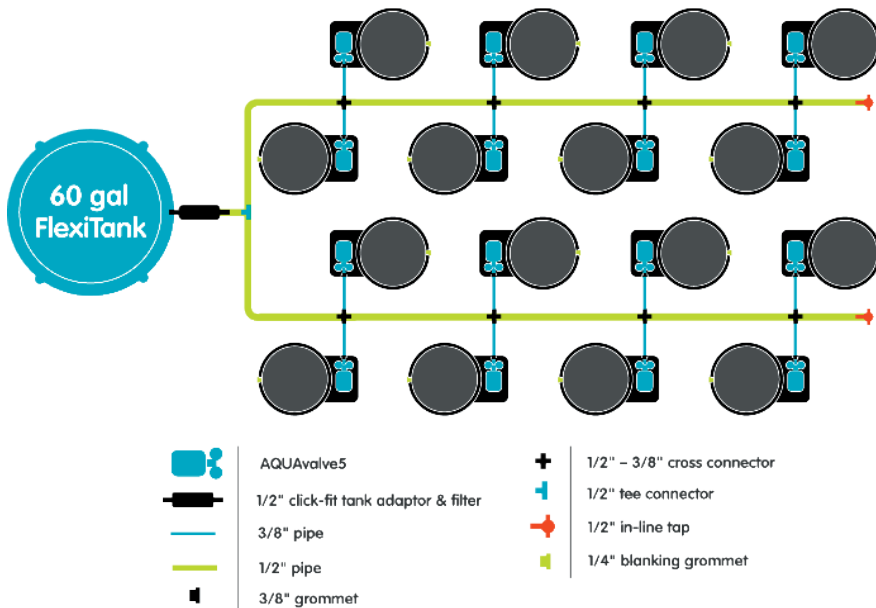 60 gal
FlexiTank
AQUAvalve5
1/2" click-fit tank adaptor & filter
3/8" pipe
1/2" pipe
3/8" grommet
1/2" – 3/8" cross connector
1/2" tee connector
1/2" in-line tap
1/4" blanking grommet